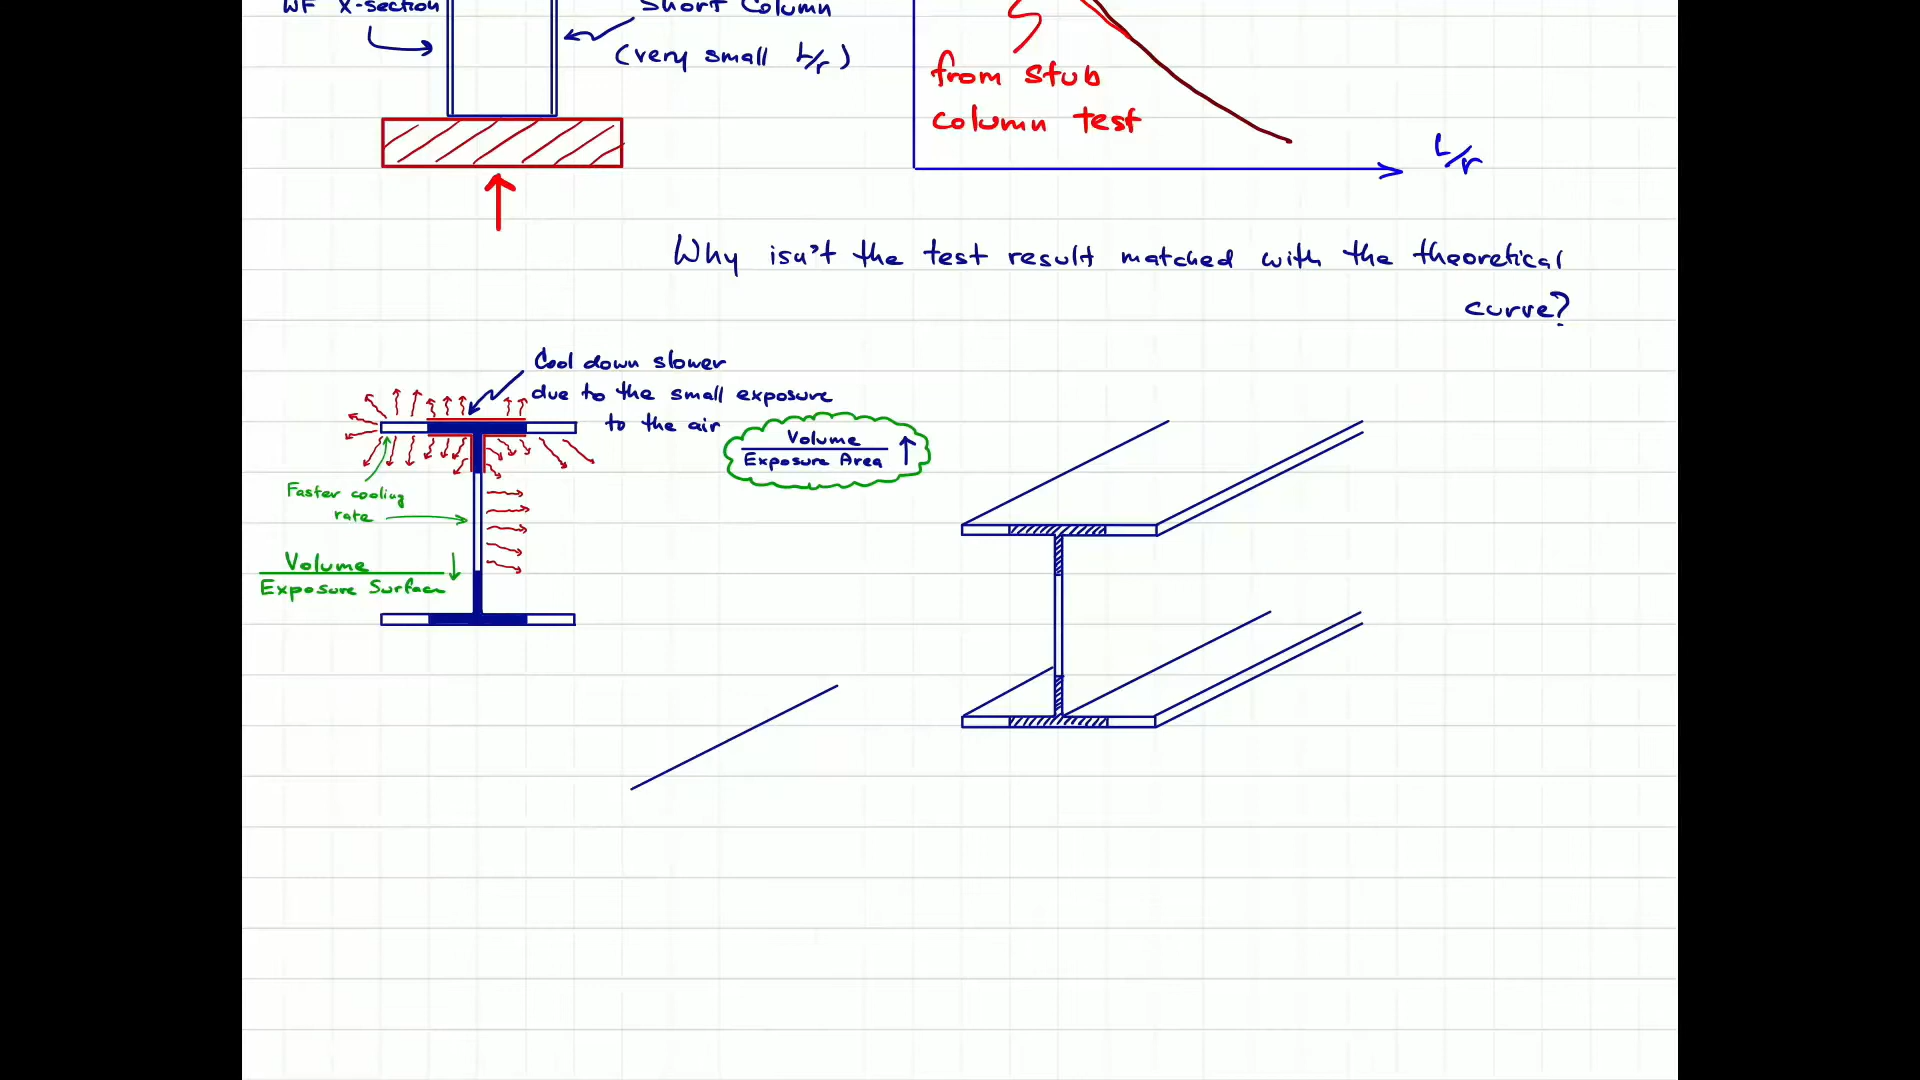 WF X-section
Short Column
(very small L/r)
from stub
column test
L/r
Why isn't the test result matched with the theoretical
curve?
Cool down slower
due to the small exposure
to the air
Volume
Exposure Area ↑
Faster cooling
rate
Volume
Exposure Surface ↓